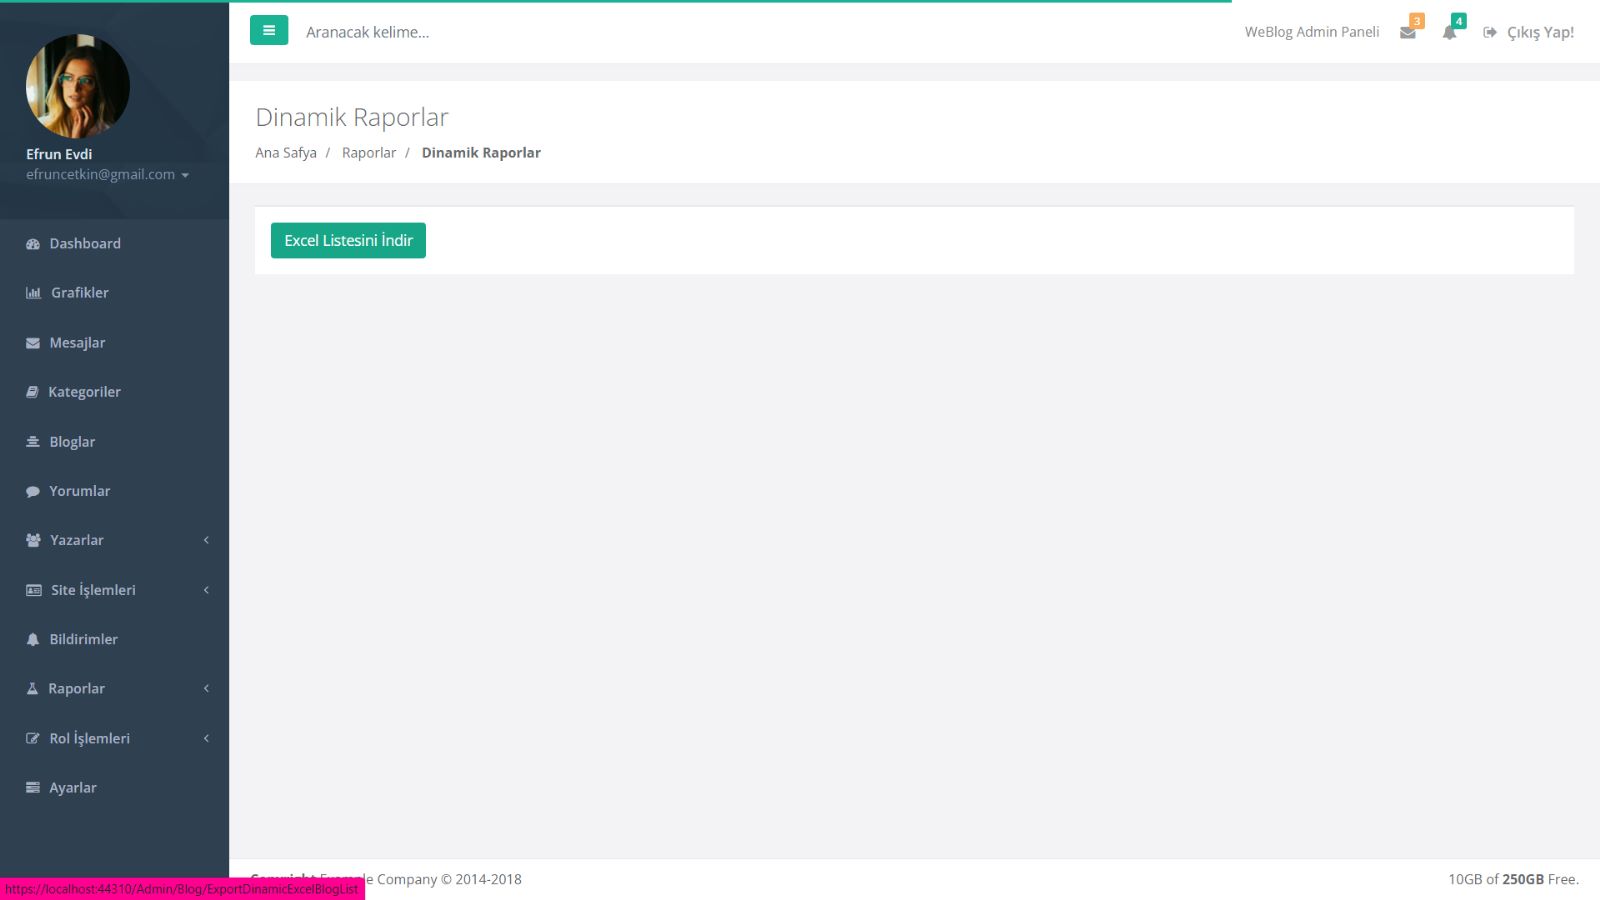 Efrun Evdi
efruncetkin@gmail.com
Dashboard
Grafikler
Mesajlar
Kategoriler
Bloglar
Yorumlar
Yazarlar
Site İşlemleri
Bildirimler
Raporlar
Rol İşlemleri
Ayarlar
Aranacak kelime...
WeBlog Admin Paneli
3
4
Çıkış Yap!
Dinamik Raporlar
Ana Safya / Raporlar / Dinamik Raporlar
Excel Listesini İndir
https://localhost:44310/Admin/Blog/ExportDinamicExcelBlogList
Copyright Example Company © 2014-2018
10GB of 250GB Free.